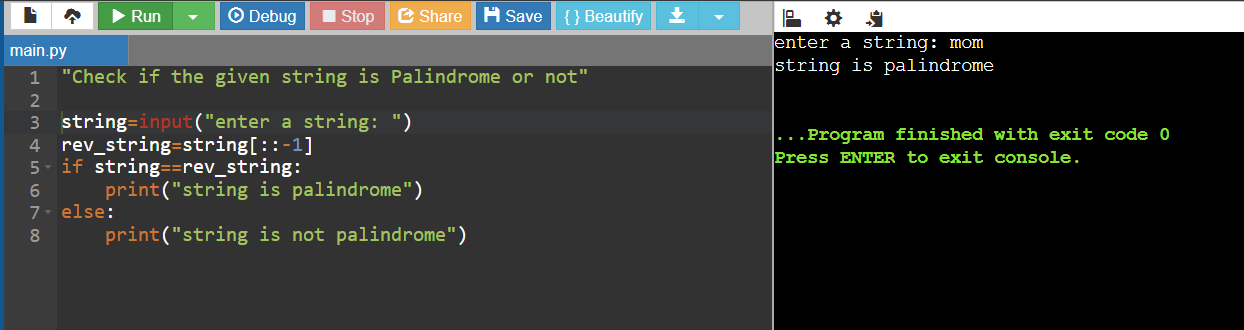 Run Debug Stop Share Save { } Beautify
main.py
1 "Check if the given string is Palindrome or not"
2
3 string=input("enter a string: ")
4 rev_string=string[::-1]
5 if string==rev_string:
6     print("string is palindrome")
7 else:
8     print("string is not palindrome")
enter a string: mom
string is palindrome
...Program finished with exit code 0
Press ENTER to exit console.